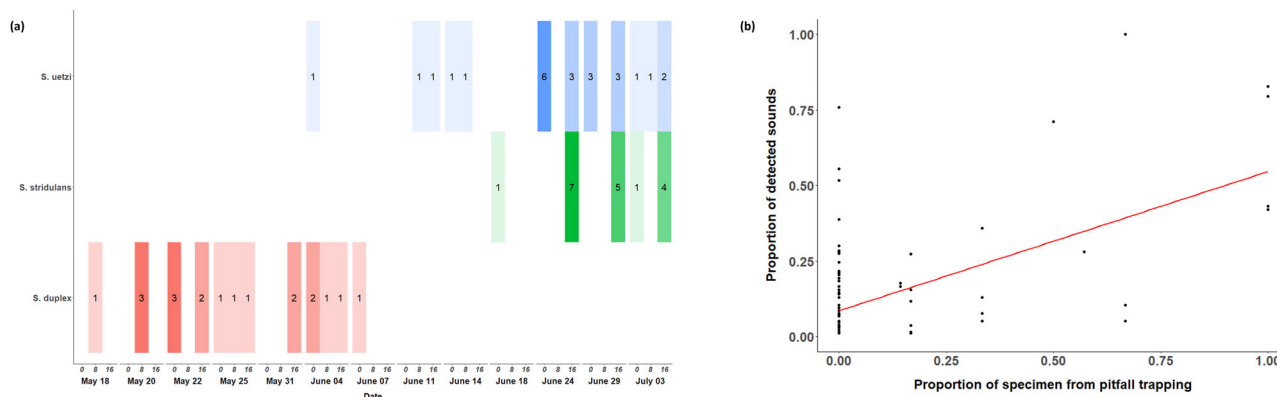 (a)
S. uetzi
1 1 1 1 1 6 3 3 3 1 1 2
S. stridulans
1 7 5 1 4
S. duplex
1 3 3 2 1 1 1 2 2 1 1 1
0 8 16 0 8 16 0 8 16 0 8 16 0 8 16 0 8 16 0 8 16 0 8 16 0 8 16 0 8 16 0 8 16 0 8 16 0 8 16
May 18 May 20 May 22 May 25 May 31 June 04 June 07 June 11 June 14 June 18 June 24 June 29 July 03
Date
(b)
Proportion of detected sounds
1.00
0.75
0.50
0.25
0.00
0.00 0.25 0.50 0.75 1.00
Proportion of specimen from pitfall trapping